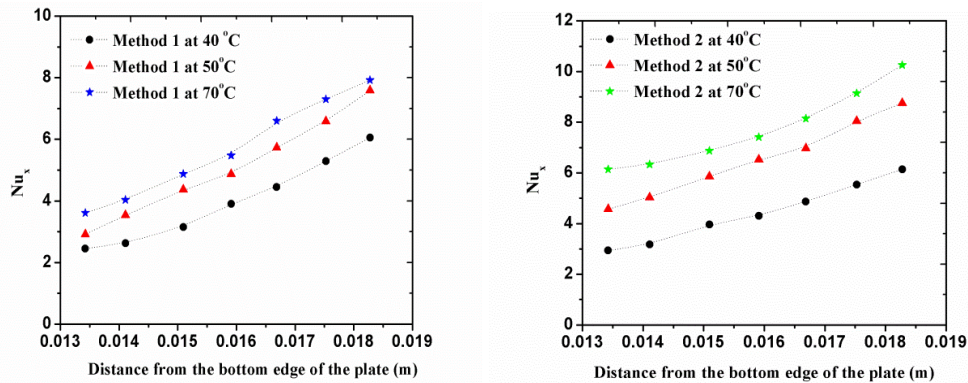 10
8
6
4
2
0
Nu_x
Method 1 at 40 °C
Method 1 at 50°C
Method 1 at 70°C
0.013 0.014 0.015 0.016 0.017 0.018 0.019
Distance from the bottom edge of the plate (m)
12
10
8
6
4
2
0
Nu_x
Method 2 at 40°C
Method 2 at 50°C
Method 2 at 70°C
0.013 0.014 0.015 0.016 0.017 0.018 0.019
Distance from the bottom edge of the plate (m)